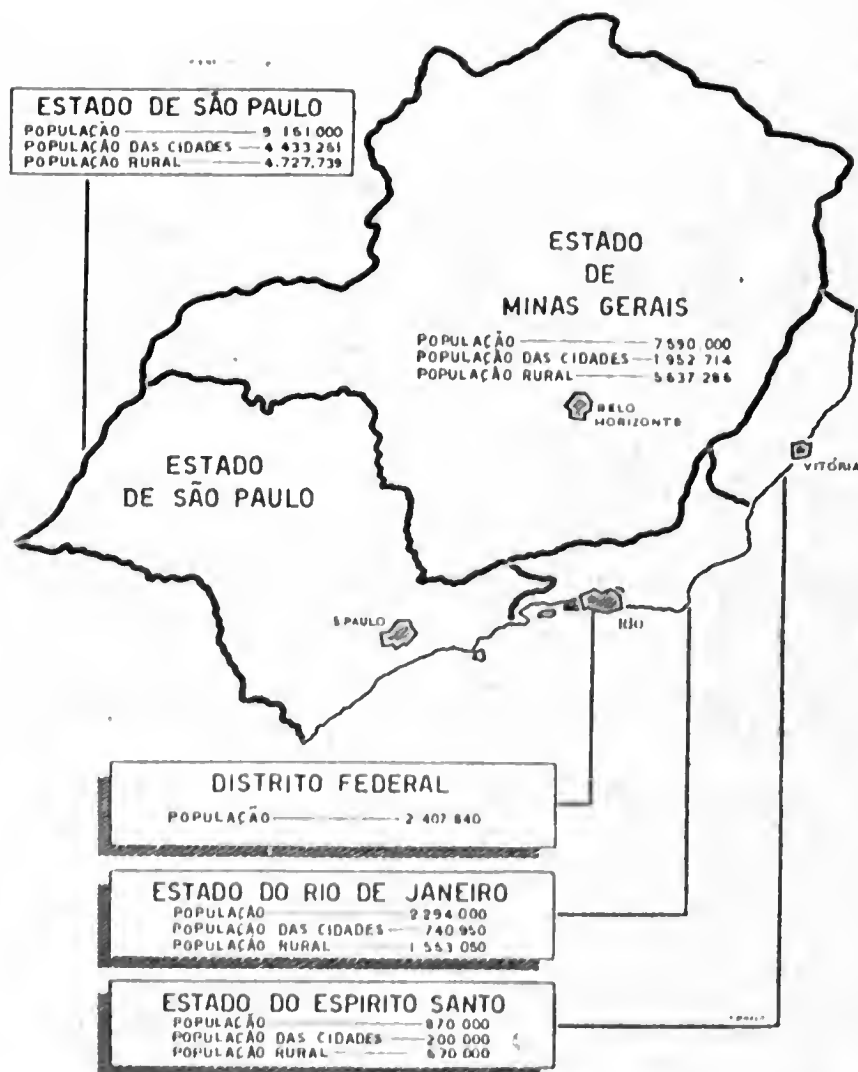 ESTADO DE SÃO PAULO
POPULAÇÃO 9 161 000
POPULAÇÃO DAS CIDADES 4 433 261
POPULAÇÃO RURAL 4.727.739
ESTADO
DE
MINAS GERAIS
POPULAÇÃO 7 590 000
POPULAÇÃO DAS CIDADES 1 952 714
POPULAÇÃO RURAL 5 637 286
BELO
HORIZONTE
VITÓRIA
ESTADO
DE SÃO PAULO
S PAULO
RIO
DISTRITO FEDERAL
POPULAÇÃO 2 407 840
ESTADO DO RIO DE JANEIRO
POPULAÇÃO 2 294 000
POPULAÇÃO DAS CIDADES 740 950
POPULAÇÃO RURAL 1 553 050
ESTADO DO ESPIRITO SANTO
POPULAÇÃO 870 000
POPULAÇÃO DAS CIDADES 200 000
POPULAÇÃO RURAL 670 000